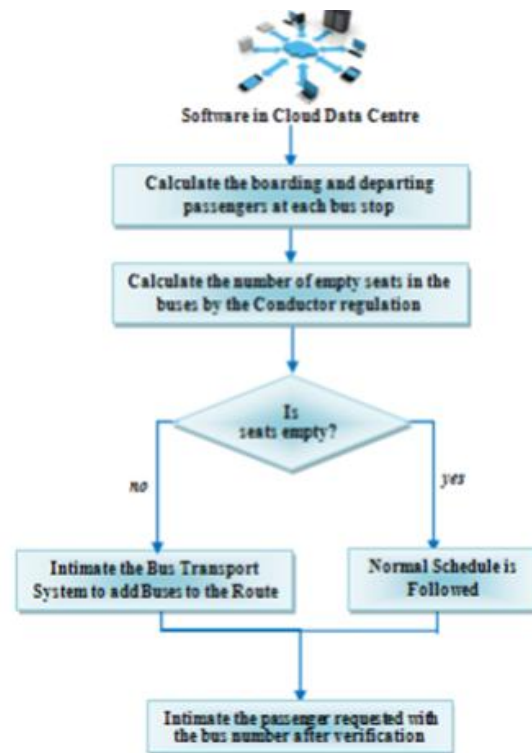 Software in Cloud Data Centre
Calculate the boarding and departing
passengers at each bus stop
Calculate the number of empty seats in the
buses by the Conductor regulation
Is
seats empty?
no
yes
Intimate the Bus Transport
System to add Buses to the Route
Normal Schedule is
Followed
Intimate the passenger requested with
the bus number after verification